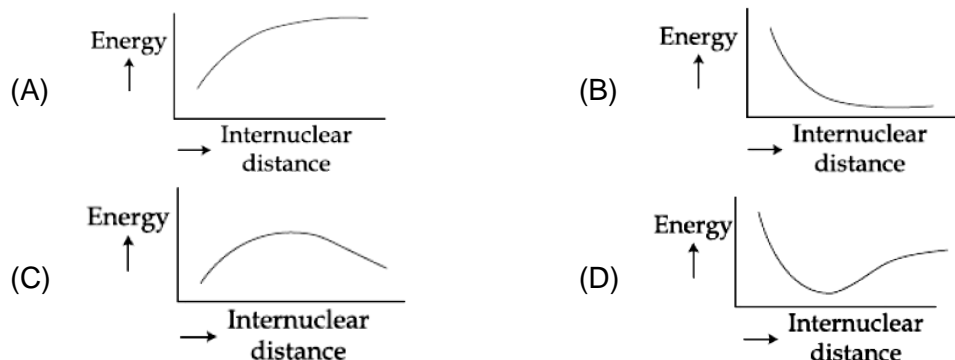 (A)
Energy
Internuclear
distance
(B)
Energy
Internuclear
distance
(C)
Energy
Internuclear
distance
(D)
Energy
Internuclear
distance